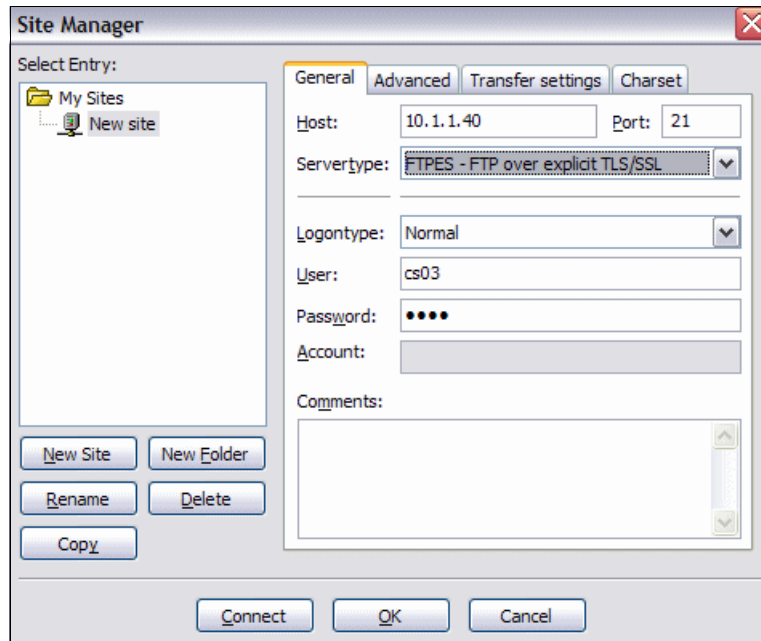 Site Manager
Select Entry:
My Sites
New site
New Site
New Folder
Rename
Delete
Copy
General
Advanced
Transfer settings
Charset
Host:
10.1.1.40
Port:
21
Servertype:
FTPES - FTP over explicit TLS/SSL
Logontype:
Normal
User:
cs03
Password:
••••
Account:
Comments:
Connect
OK
Cancel